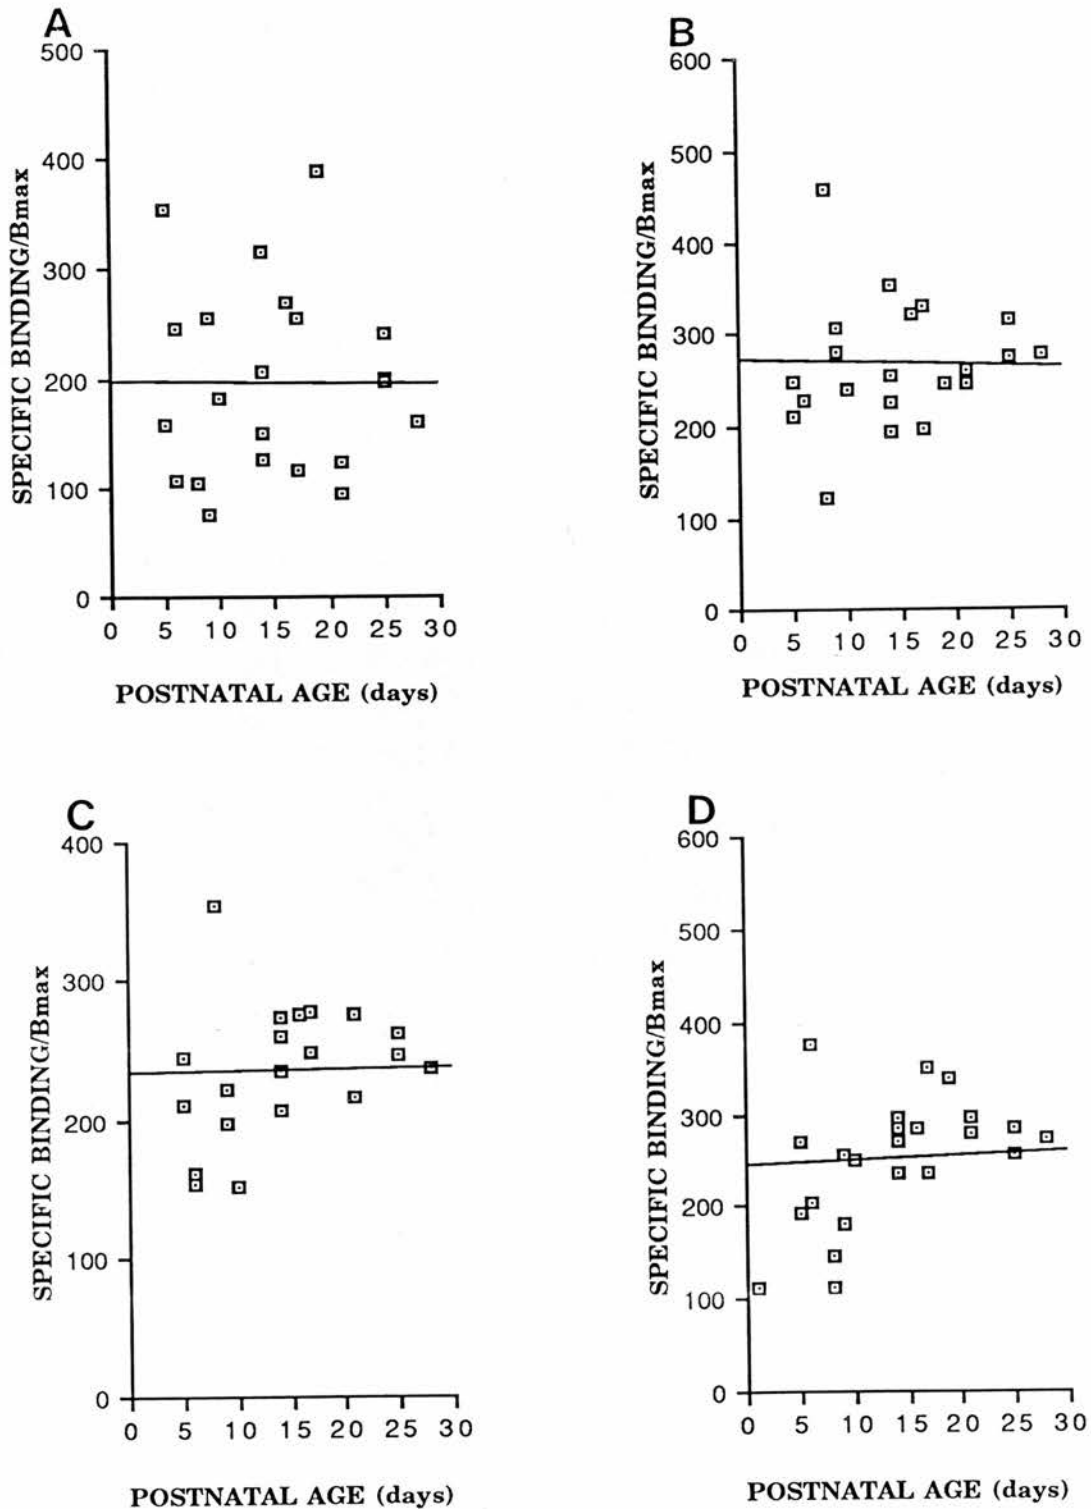 A
500
400
300
200
100
0
0 5 10 15 20 25 30
SPECIFIC BINDING/Bmax
POSTNATAL AGE (days)
B
600
500
400
300
200
100
0
0 5 10 15 20 25 30
SPECIFIC BINDING/Bmax
POSTNATAL AGE (days)
C
400
300
200
100
0
0 5 10 15 20 25 30
SPECIFIC BINDING/Bmax
POSTNATAL AGE (days)
D
600
500
400
300
200
100
0
0 5 10 15 20 25 30
SPECIFIC BINDING/Bmax
POSTNATAL AGE (days)